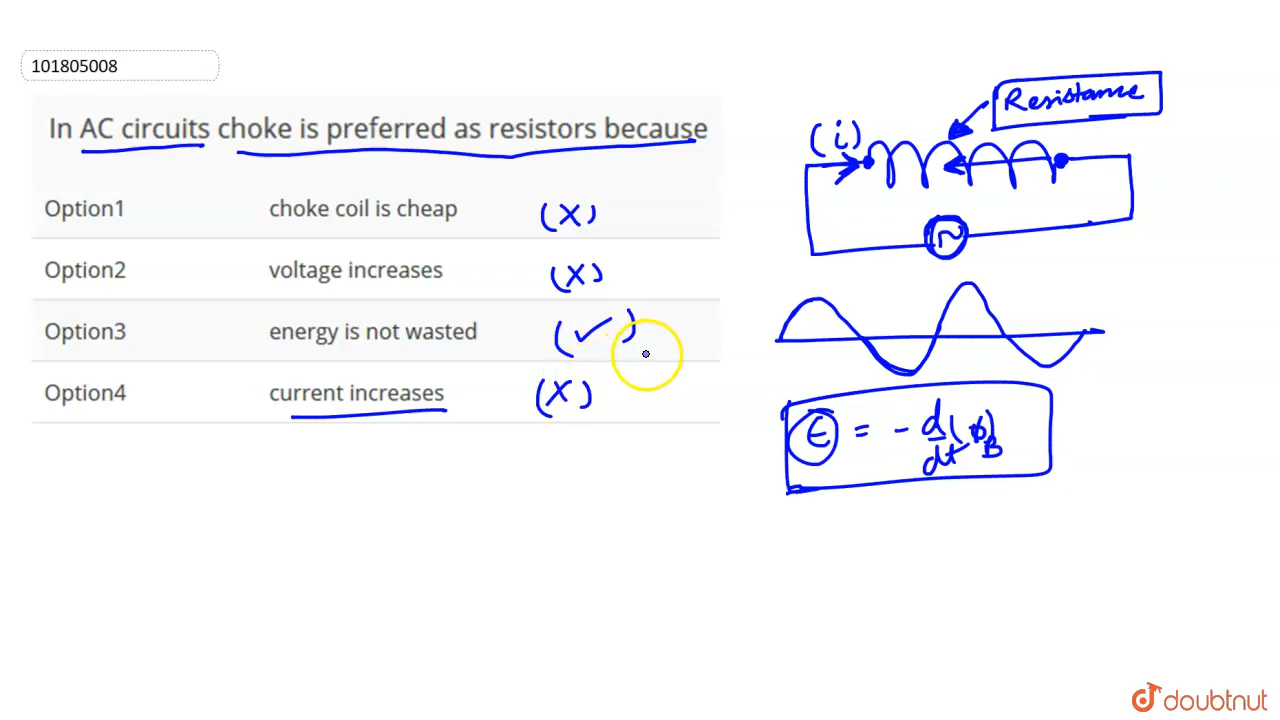 101805008
In AC circuits choke is preferred as resistors because
Option1 choke coil is cheap (X)
Option2 voltage increases (X)
Option3 energy is not wasted (✓)
Option4 current increases (X)
Resistance
(i)
~
ε = - d/dt (ϕ)B
doubtnut